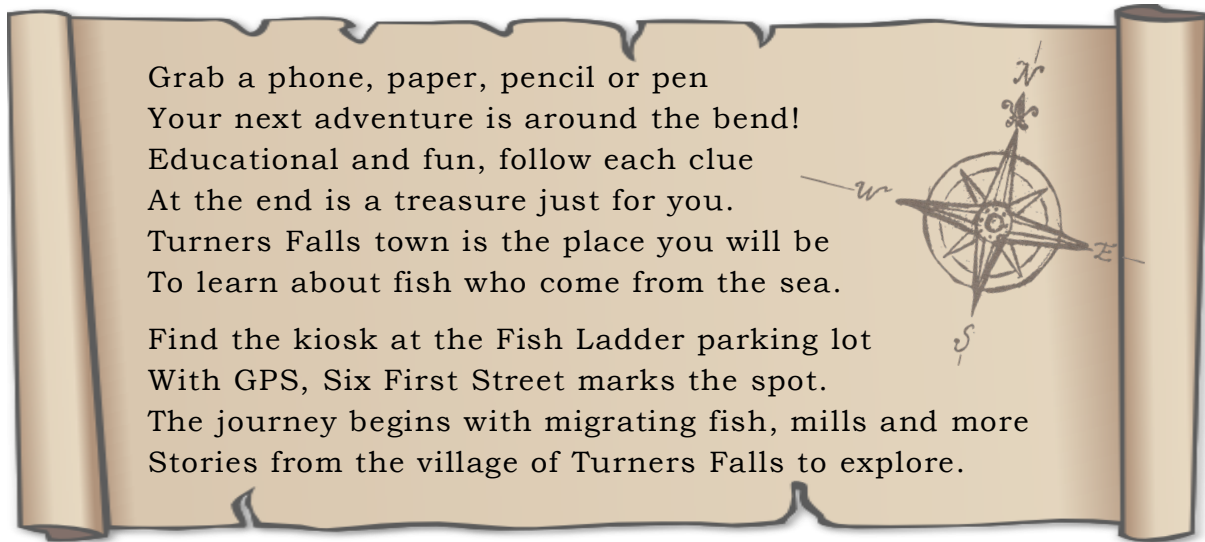 Grab a phone, paper, pencil or pen
Your next adventure is around the bend!
Educational and fun, follow each clue
At the end is a treasure just for you.
Turners Falls town is the place you will be
To learn about fish who come from the sea.
Find the kiosk at the Fish Ladder parking lot
With GPS, Six First Street marks the spot.
The journey begins with migrating fish, mills and more
Stories from the village of Turners Falls to explore.
N
W
E
S